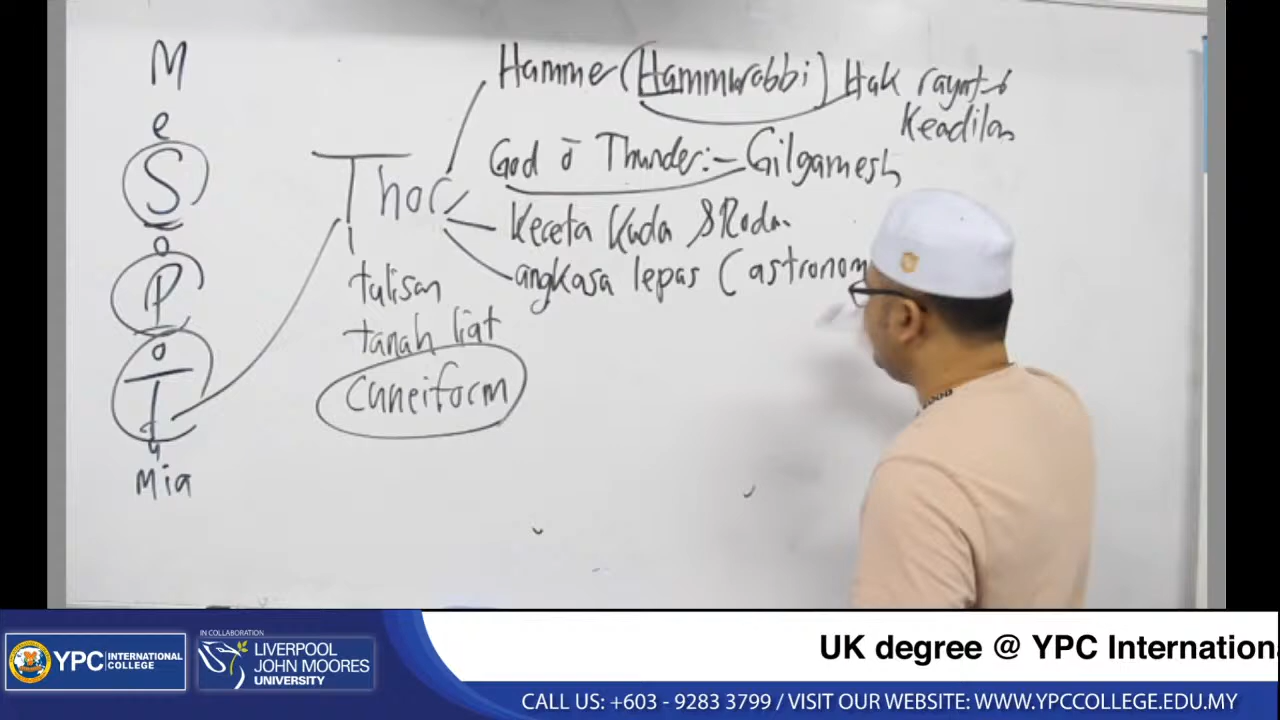 M
e
S
o
P
o
T
a
Mia
Thor
tulisan
tanah liat
Cuneiform
Hamme (Hammurabbi) Hak rayat &
Keadilan
God ō Thunder:- Gilgamesh
Kereta Kuda & Roda.
angkasa lepas (astronom
YPC INTERNATIONAL COLLEGE
IN COLLABORATION
LIVERPOOL
JOHN MOORES
UNIVERSITY
UK degree @ YPC Internation
CALL US: +603 - 9283 3799 / VISIT OUR WEBSITE: WWW.YPCCOLLEGE.EDU.MY